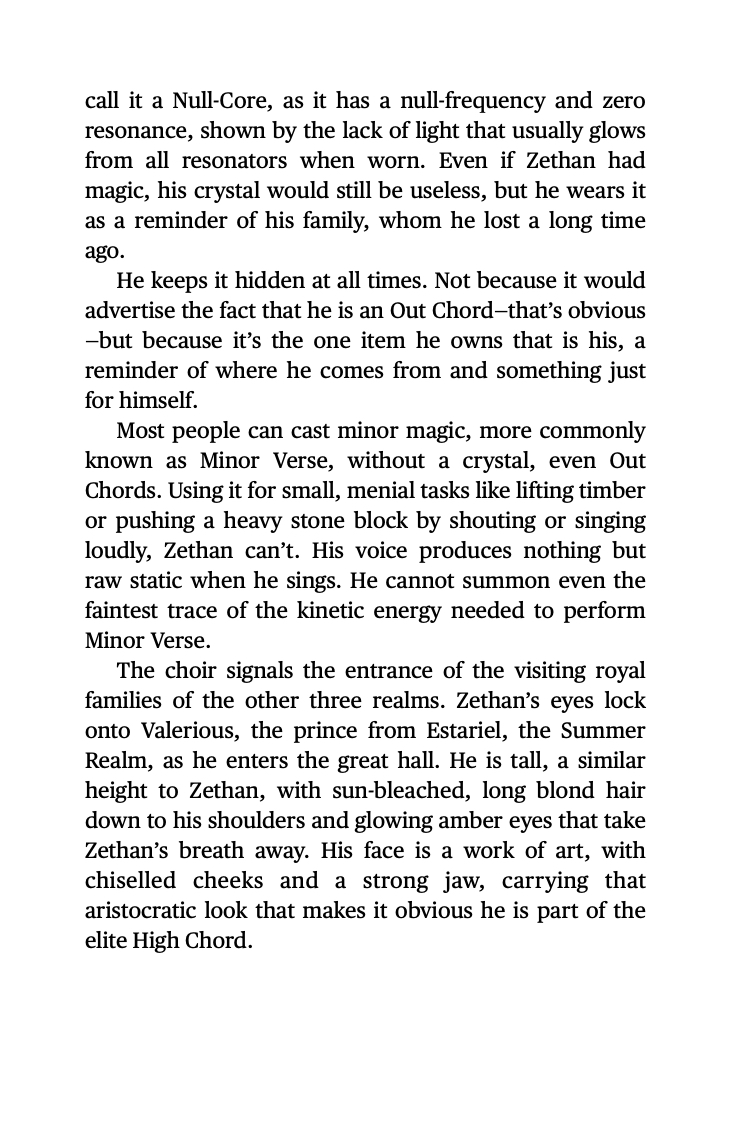 call it a Null-Core, as it has a null-frequency and zero
resonance, shown by the lack of light that usually glows
from all resonators when worn. Even if Zethan had
magic, his crystal would still be useless, but he wears it
as a reminder of his family, whom he lost a long time
ago.
He keeps it hidden at all times. Not because it would
advertise the fact that he is an Out Chord—that’s obvious
—but because it’s the one item he owns that is his, a
reminder of where he comes from and something just
for himself.
Most people can cast minor magic, more commonly
known as Minor Verse, without a crystal, even Out
Chords. Using it for small, menial tasks like lifting timber
or pushing a heavy stone block by shouting or singing
loudly, Zethan can’t. His voice produces nothing but
raw static when he sings. He cannot summon even the
faintest trace of the kinetic energy needed to perform
Minor Verse.
The choir signals the entrance of the visiting royal
families of the other three realms. Zethan’s eyes lock
onto Valerious, the prince from Estariel, the Summer
Realm, as he enters the great hall. He is tall, a similar
height to Zethan, with sun-bleached, long blond hair
down to his shoulders and glowing amber eyes that take
Zethan’s breath away. His face is a work of art, with
chiselled cheeks and a strong jaw, carrying that
aristocratic look that makes it obvious he is part of the
elite High Chord.